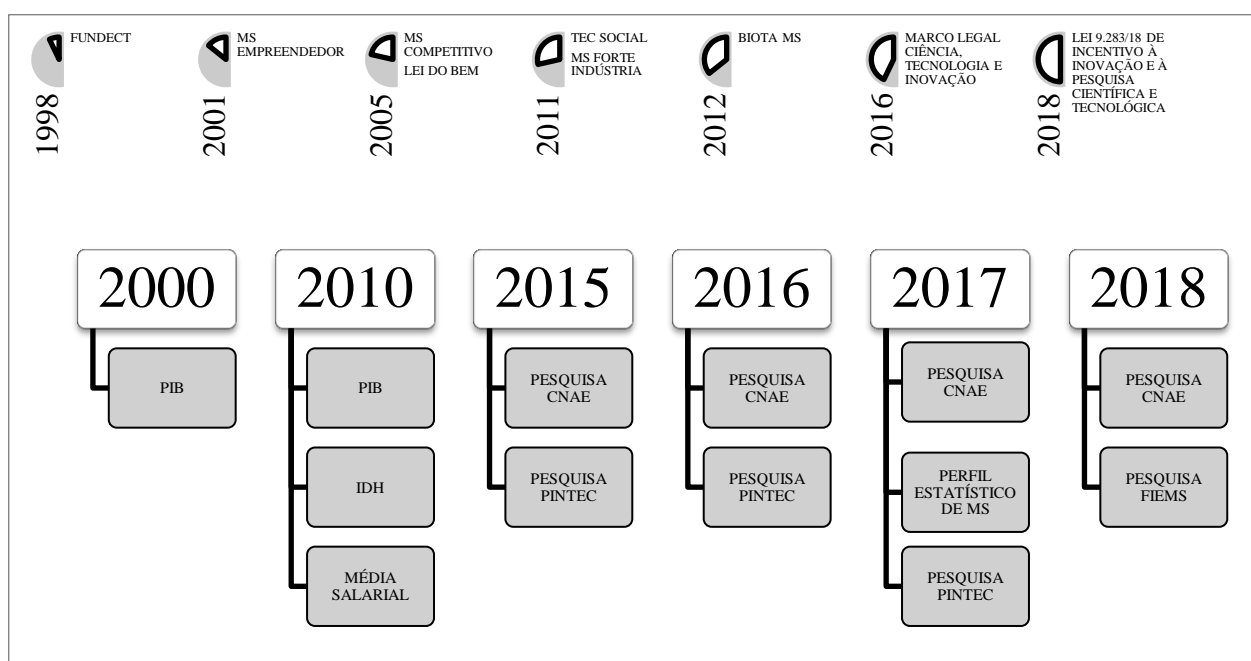 1998
FUNDECT
2001
MS
EMPREENDEDOR
2005
MS
COMPETITIVO
LEI DO BEM
2011
TEC SOCIAL
MS FORTE
INDÚSTRIA
2012
BIOTA MS
2016
MARCO LEGAL
CIÊNCIA,
TECNOLOGIA E
INOVAÇÃO
2018
LEI 9.283/18 DE
INCENTIVO À
INOVAÇÃO E À
PESQUISA
CIENTÍFICA E
TECNOLÓGICA
2000
PIB
2010
PIB
IDH
MÉDIA
SALARIAL
2015
PESQUISA
CNAE
PESQUISA
PINTEC
2016
PESQUISA
CNAE
PESQUISA
PINTEC
2017
PESQUISA
CNAE
PERFIL
ESTATÍSTICO
DE MS
PESQUISA
PINTEC
2018
PESQUISA
CNAE
PESQUISA
FIEMS